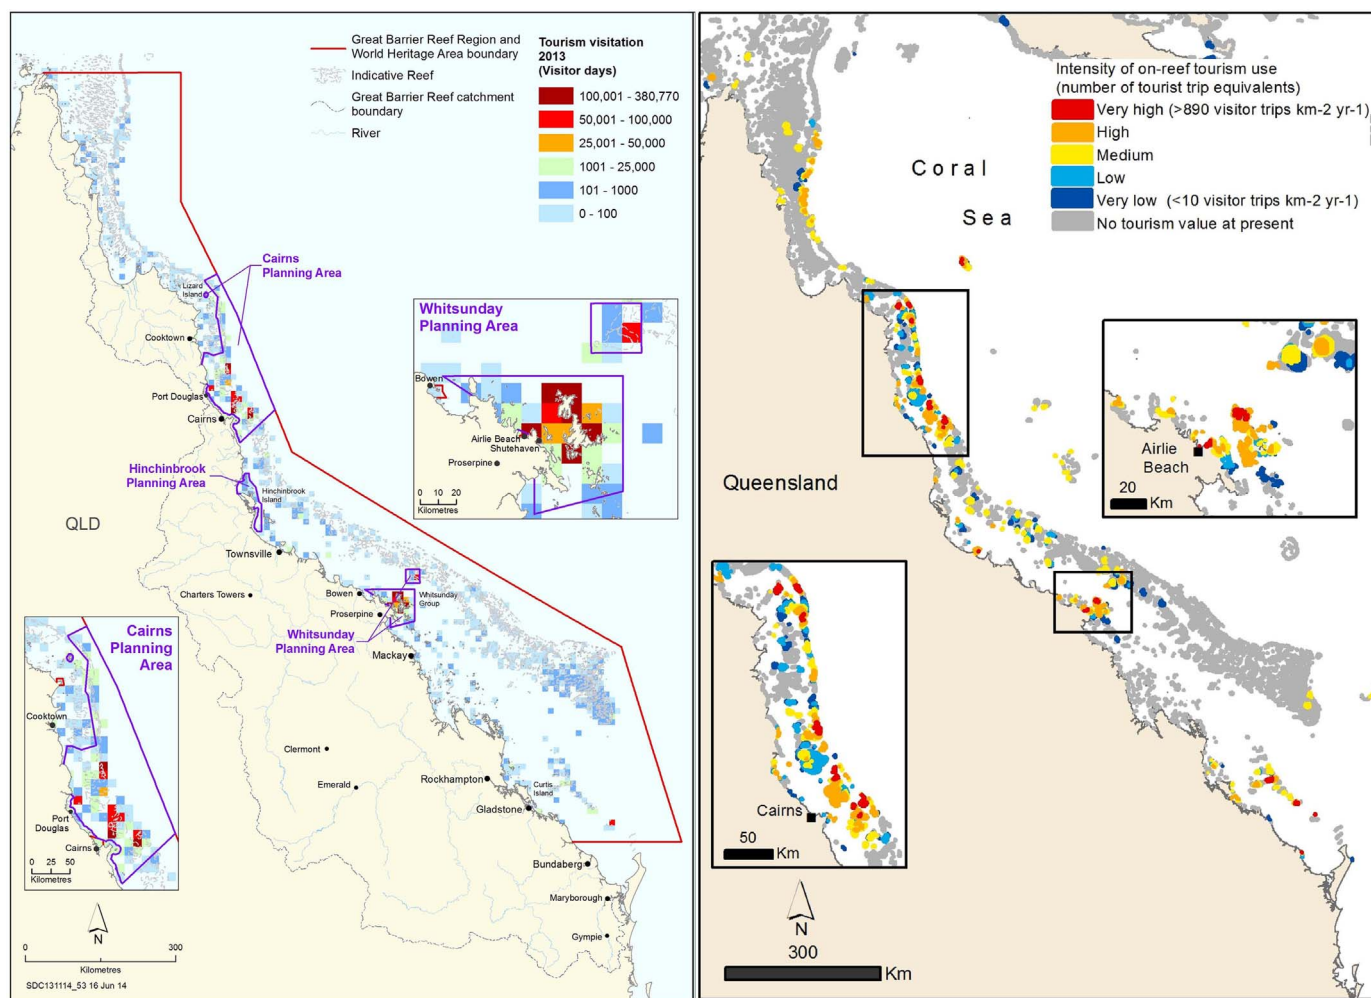 Great Barrier Reef Region and
World Heritage Area boundary
Indicative Reef
Great Barrier Reef catchment
boundary
River
Tourism visitation
2013
(Visitor days)
100,001 - 380,770
50,001 - 100,000
25,001 - 50,000
1001 - 25,000
101 - 1000
0 - 100
Cairns
Planning Area
Lizard
Island
Cooktown
Port Douglas
Cairns
Hinchinbrook
Planning Area
Hinchinbrook
Island
QLD
Townsville
Charters Towers
Bowen
Proserpine
Whitsunday
Group
Whitsunday
Planning Area
Mackay
Clermont
Emerald
Rockhampton
Curtis
Island
Gladstone
Bundaberg
Maryborough
Gympie
Whitsunday
Planning Area
Bowen
Airlie Beach
Shutehaven
Proserpine
0 10 20
Kilometres
Cairns
Planning
Area
Cooktown
Port
Douglas
Cairns
0 25 50
Kilometres
N
0 300
Kilometres
SDC131114_53 16 Jun 14
Intensity of on-reef tourism use
(number of tourist trip equivalents)
Very high (>890 visitor trips km-2 yr-1)
High
Medium
Low
Very low (<10 visitor trips km-2 yr-1)
No tourism value at present
Coral
Sea
Queensland
Airlie
Beach
20 Km
Cairns
50 Km
N
300
Km